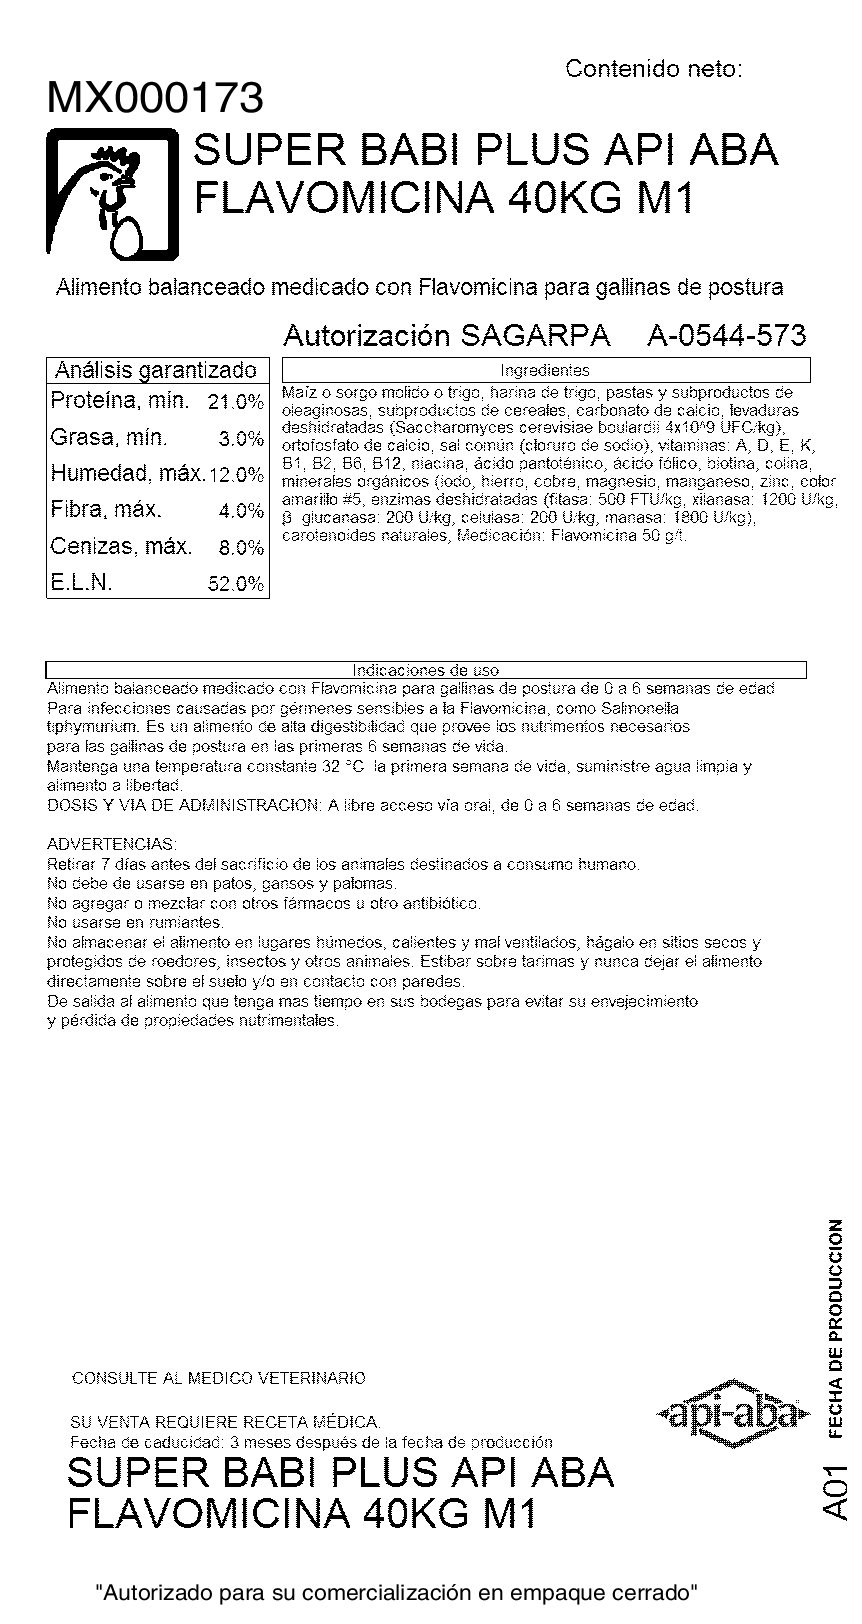 Contenido neto:
MX000173
SUPER BABI PLUS API ABA
FLAVOMICINA 40KG M1
Alimento balanceado medicado con Flavomicina para gallinas de postura
Autorización SAGARPA A-0544-573
Análisis garantizado
Proteína, mín. 21.0%
Grasa, mín. 3.0%
Humedad, máx. 12.0%
Fibra, máx. 4.0%
Cenizas, máx. 8.0%
E.L.N. 52.0%
Ingredientes
Maíz o sorgo molido o trigo, harina de trigo, pastas y subproductos de
oleaginosas, subproductos de cereales, carbonato de calcio, levaduras
deshidratadas (Saccharomyces cerevisiae boulardii 4x10^9 UFC/kg),
ortofosfato de calcio, sal común (cloruro de sodio), vitaminas: A, D, E, K,
B1, B2, B6, B12, niacina, ácido pantoténico, ácido fólico, biotina, colina,
minerales orgánicos (iodo, hierro, cobre, magnesio, manganeso, zinc, color
amarillo #5, enzimas deshidratadas (fitasa: 500 FTU/kg, xilanasa: 1200 U/kg,
β glucanasa: 200 U/kg, celulasa: 200 U/kg, manasa: 1800 U/kg),
carotenoides naturales, Medicación: Flavomicina 50 g/t.
Indicaciones de uso
Alimento balanceado medicado con Flavomicina para gallinas de postura de 0 a 6 semanas de edad
Para infecciones causadas por gérmenes sensibles a la Flavomicina, como Salmonella
tiphymurium. Es un alimento de alta digestibilidad que provee los nutrimentos necesarios
para las gallinas de postura en las primeras 6 semanas de vida.
Mantenga una temperatura constante 32 °C la primera semana de vida, suministre agua limpia y
alimento a libertad.
DOSIS Y VIA DE ADMINISTRACION: A libre acceso vía oral, de 0 a 6 semanas de edad.
ADVERTENCIAS:
Retirar 7 días antes del sacrificio de los animales destinados a consumo humano.
No debe de usarse en patos, gansos y palomas.
No agregar o mezclar con otros fármacos u otro antibiótico.
No usarse en rumiantes.
No almacenar el alimento en lugares húmedos, calientes y mal ventilados, hágalo en sitios secos y
protegidos de roedores, insectos y otros animales. Estibar sobre tarimas y nunca dejar el alimento
directamente sobre el suelo y/o en contacto con paredes.
De salida al alimento que tenga mas tiempo en sus bodegas para evitar su envejecimiento
y pérdida de propiedades nutrimentales.
FECHA DE PRODUCCION
A01
CONSULTE AL MEDICO VETERINARIO
api-aba
SU VENTA REQUIERE RECETA MÉDICA.
Fecha de caducidad: 3 meses después de la fecha de producción
SUPER BABI PLUS API ABA
FLAVOMICINA 40KG M1
"Autorizado para su comercialización en empaque cerrado"